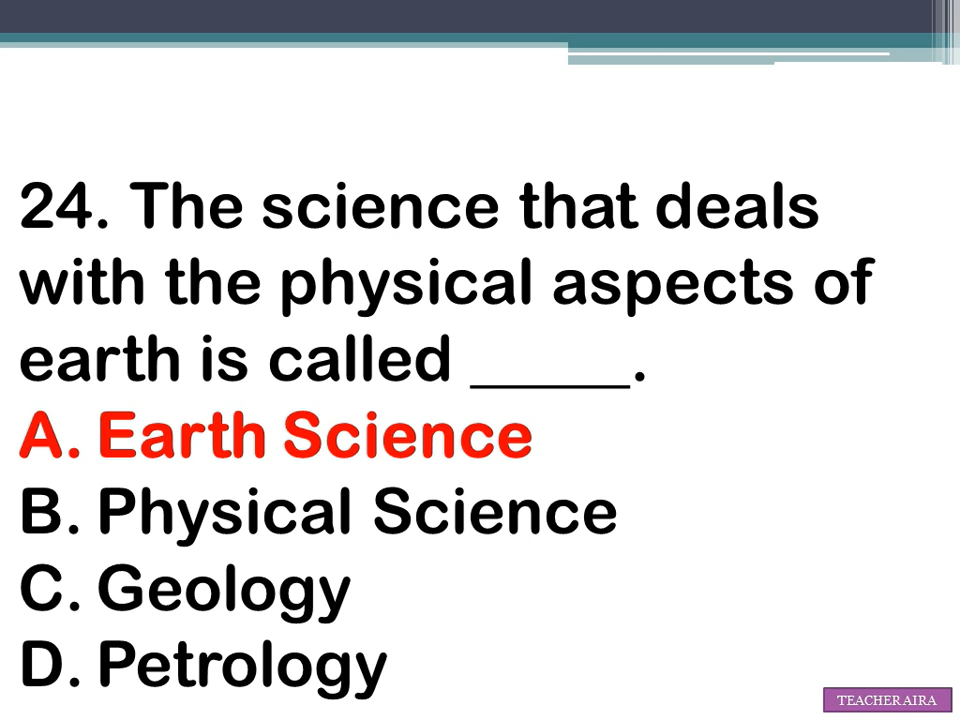 24. The science that deals
with the physical aspects of
earth is called _____.
A. Earth Science
B. Physical Science
C. Geology
D. Petrology
TEACHER AIRA